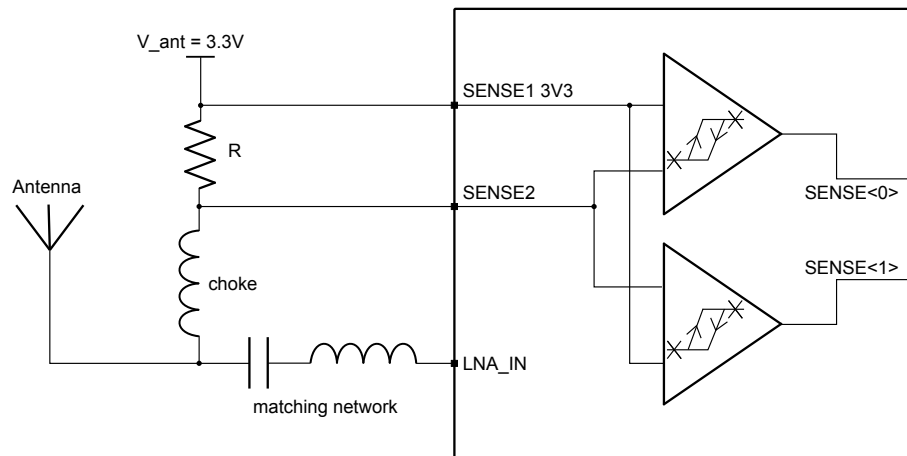 V_ant = 3.3V
SENSE1 3V3
R
Antenna
SENSE2
SENSE<0>
SENSE<1>
choke
LNA_IN
matching network